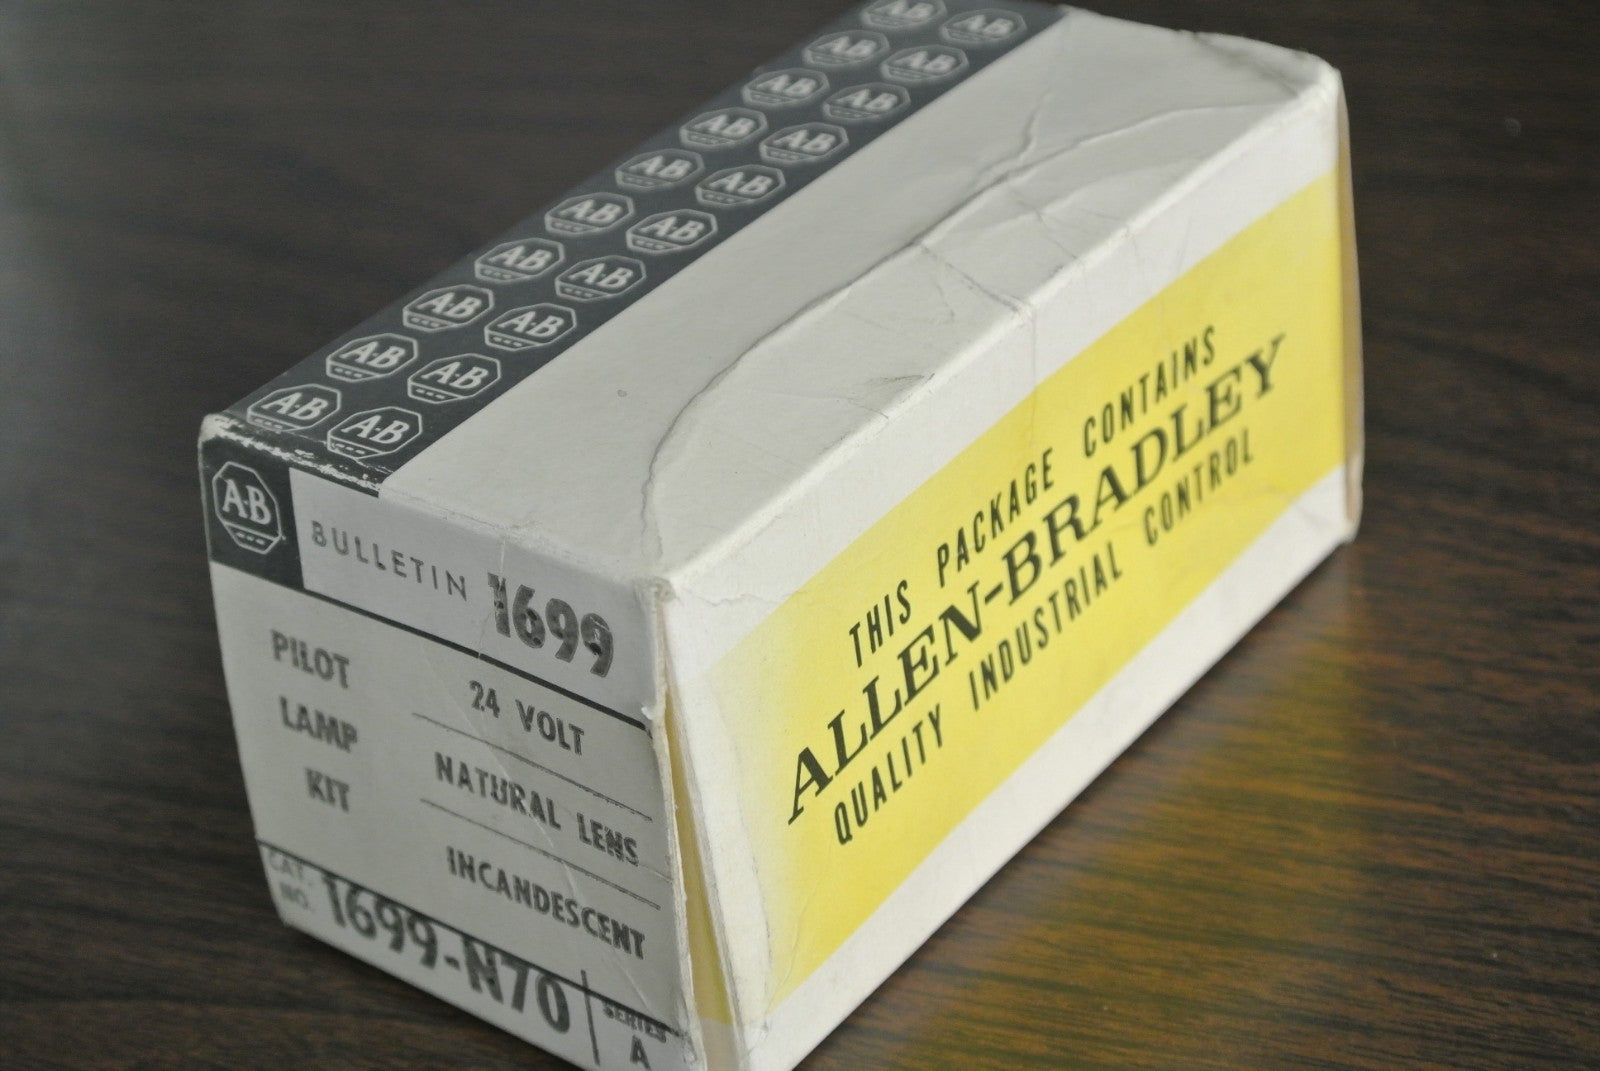 A-B
BULLETIN 1699
PILOT
LAMP
KIT
24 VOLT
NATURAL LENS
INCANDESCENT
CAT.
NO. 1699-N70
SERIES
A
THIS PACKAGE CONTAINS
ALLEN-BRADLEY
QUALITY INDUSTRIAL CONTROL
A-B A-B
A-B A-B
A-B A-B
A-B A-B
A-B A-B
A-B A-B
A-B A-B
A-B A-B
A-B A-B
A-B A-B